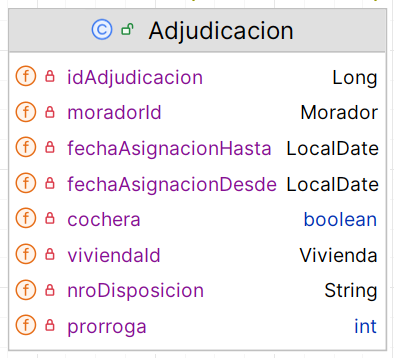 Adjudicacion
idAdjudicacion Long
moradorId Morador
fechaAsignacionHasta LocalDate
fechaAsignacionDesde LocalDate
cochera boolean
viviendaId Vivienda
nroDisposicion String
prorroga int